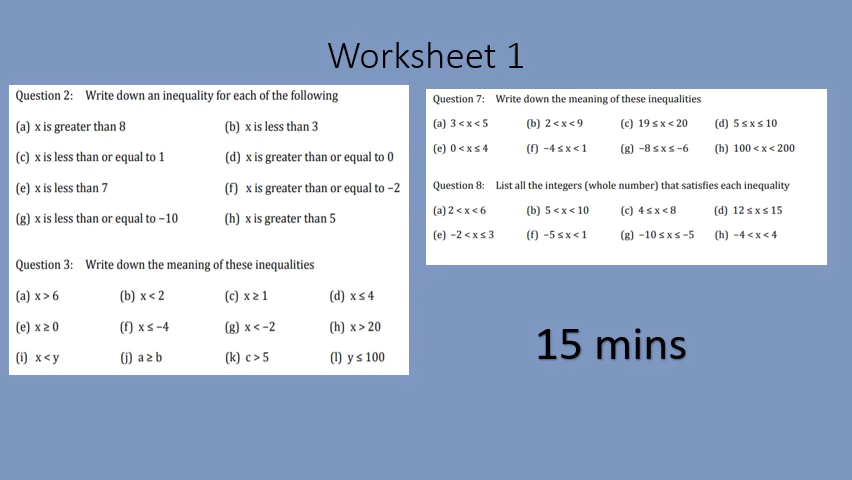 Worksheet 1
Question 2: Write down an inequality for each of the following
(a) x is greater than 8 (b) x is less than 3
(c) x is less than or equal to 1 (d) x is greater than or equal to 0
(e) x is less than 7 (f) x is greater than or equal to −2
(g) x is less than or equal to −10 (h) x is greater than 5
Question 3: Write down the meaning of these inequalities
(a) x > 6 (b) x < 2 (c) x ≥ 1 (d) x ≤ 4
(e) x ≥ 0 (f) x ≤ −4 (g) x < −2 (h) x > 20
(i) x < y (j) a ≥ b (k) c > 5 (l) y ≤ 100
Question 7: Write down the meaning of these inequalities
(a) 3 < x < 5 (b) 2 < x < 9 (c) 19 ≤ x < 20 (d) 5 ≤ x ≤ 10
(e) 0 < x ≤ 4 (f) −4 ≤ x < 1 (g) −8 ≤ x ≤ −6 (h) 100 < x < 200
Question 8: List all the integers (whole number) that satisfies each inequality
(a) 2 < x < 6 (b) 5 < x < 10 (c) 4 ≤ x < 8 (d) 12 ≤ x ≤ 15
(e) −2 < x ≤ 3 (f) −5 ≤ x < 1 (g) −10 ≤ x ≤ −5 (h) −4 < x < 4
15 mins